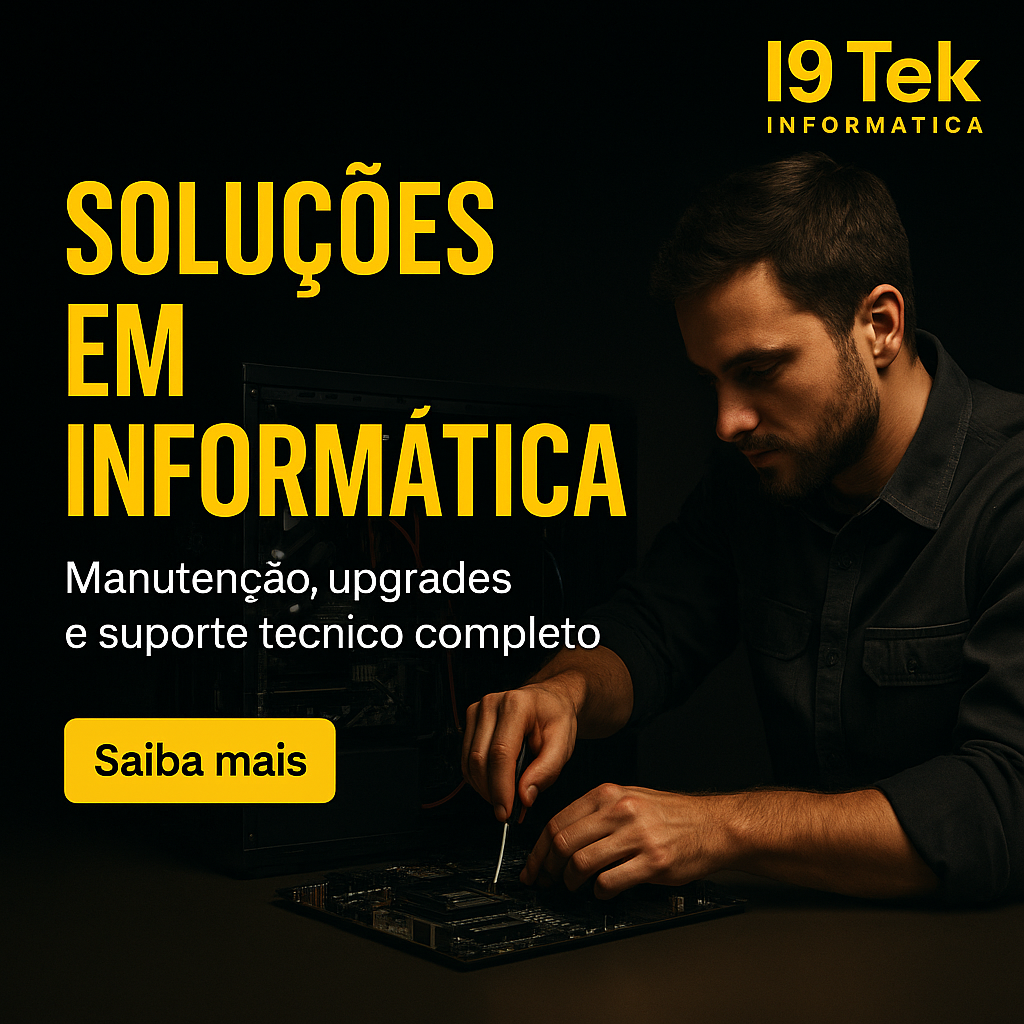 I9 Tek
INFORMATICA
SOLUÇÕES
EM
INFORMÁTICA
Manutenção, upgrades
e suporte tecnico completo
Saiba mais